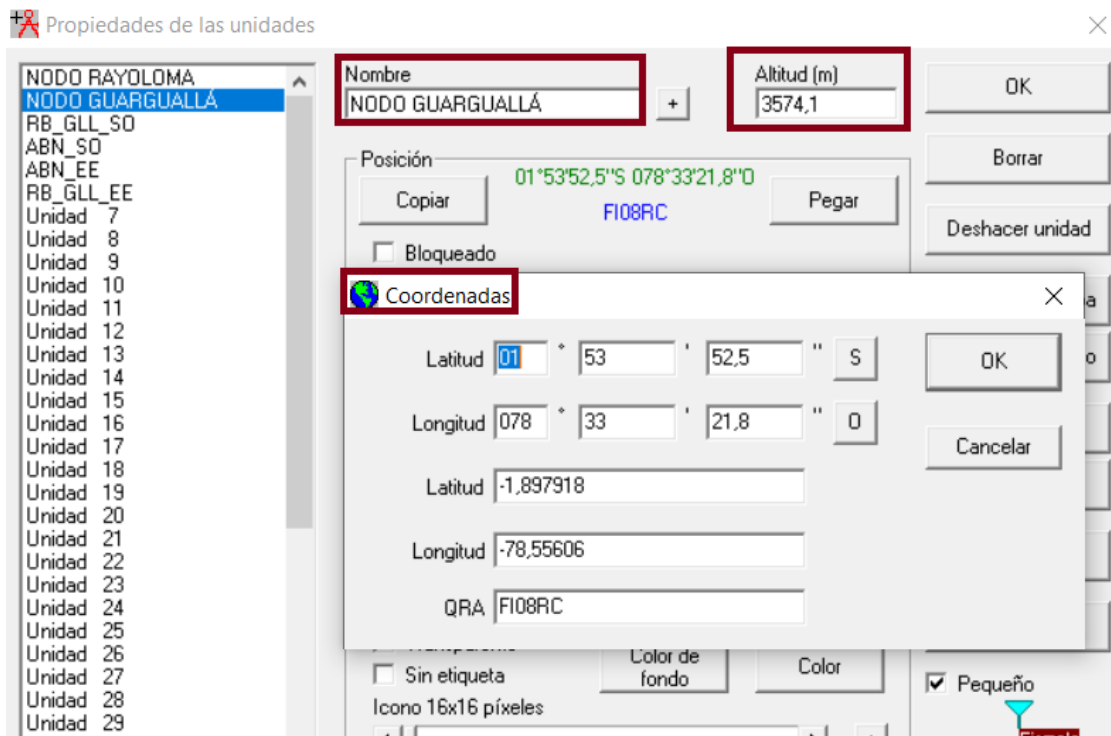 Propiedades de las unidades
NODO RAYOLOMA
NODO GUARGUALLÁ
RB_GLL_SO
ABN_SO
ABN_EE
RB_GLL_EE
Unidad 7
Unidad 8
Unidad 9
Unidad 10
Unidad 11
Unidad 12
Unidad 13
Unidad 14
Unidad 15
Unidad 16
Unidad 17
Unidad 18
Unidad 19
Unidad 20
Unidad 21
Unidad 22
Unidad 23
Unidad 24
Unidad 25
Unidad 26
Unidad 27
Unidad 28
Unidad 29
Nombre
NODO GUARGUALLÁ
+
Altitud (m)
3574,1
OK
Borrar
Deshacer unidad
Posición
Copiar
01°53'52,5''S 078°33'21,8''O
FI08RC
Pegar
Bloqueado
Coordenadas
Latitud 01 ° 53 ' 52,5 '' S
Longitud 078 ° 33 ' 21,8 '' O
Latitud -1,897918
Longitud -78,55606
QRA FI08RC
OK
Cancelar
a
o
Sin etiqueta
Color de
fondo
Color
Icono 16x16 píxeles
Pequeño